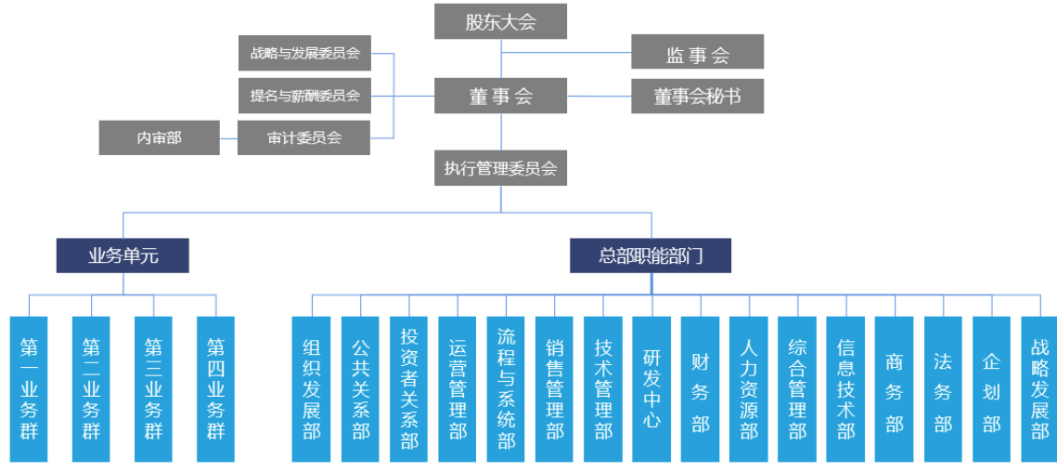 股东大会
战略与发展委员会
监事会
提名与薪酬委员会
董事会
董事会秘书
内审部
审计委员会
执行管理委员会
业务单元
总部职能部门
第一业务群
第二业务群
第三业务群
第四业务群
组织发展部
公共关系部
投资者关系部
运营管理部
流程与系统部
销售管理部
技术管理部
研发中心
财务部
人力资源部
综合管理部
信息技术部
商务部
法务部
企划部
战略发展部